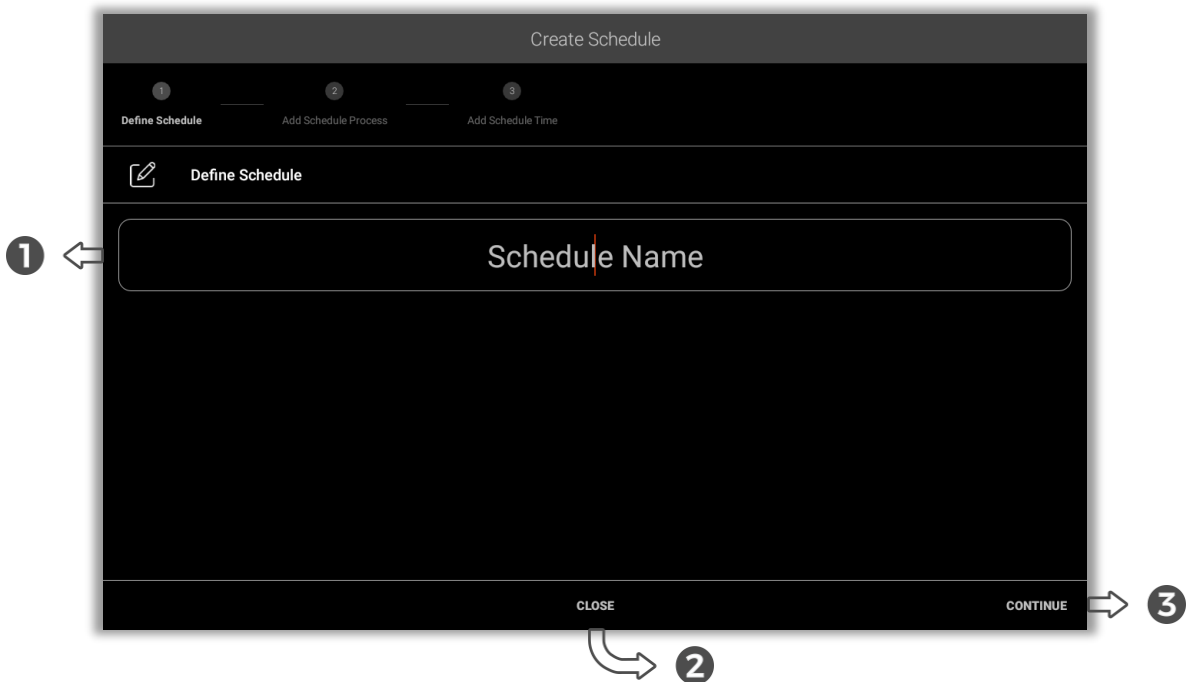 Create Schedule
1 2 3
Define Schedule Add Schedule Process Add Schedule Time
Define Schedule
1 Schedule Name
CLOSE CONTINUE 3
2